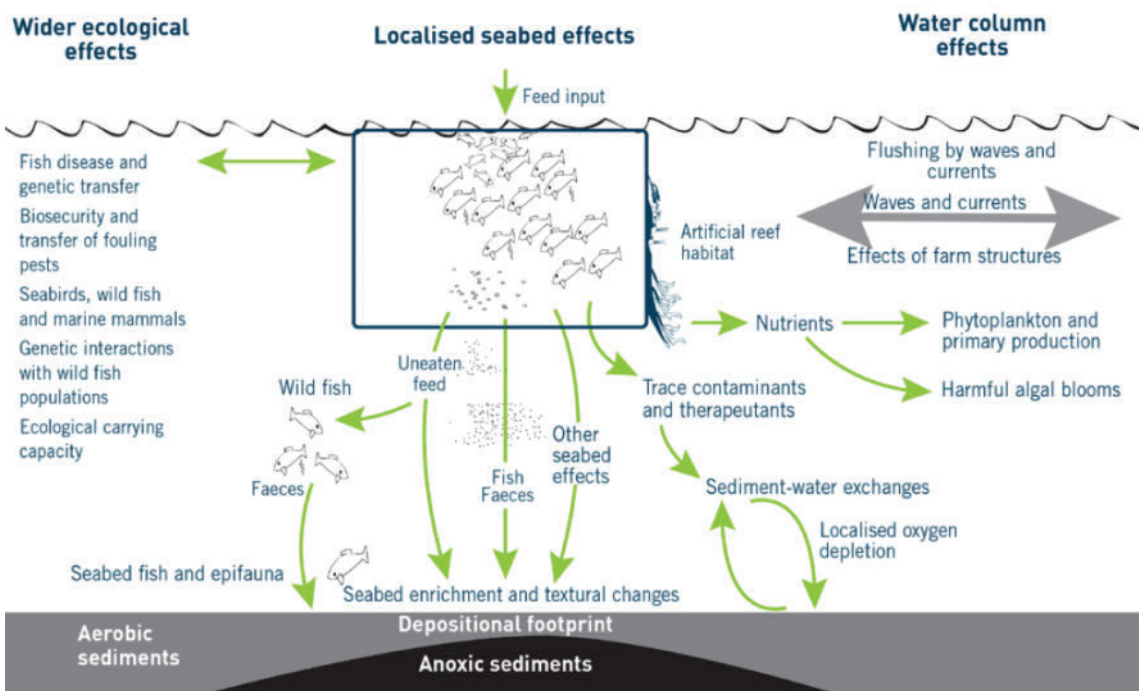 Wider ecological
effects
Localised seabed effects
Water column
effects
Feed input
Fish disease and
genetic transfer
Biosecurity and
transfer of fouling
pests
Seabirds, wild fish
and marine mammals
Genetic interactions
with wild fish
populations
Ecological carrying
capacity
Flushing by waves and
currents
Waves and currents
Effects of farm structures
Artificial reef
habitat
Nutrients
Phytoplankton and
primary production
Harmful algal blooms
Uneaten
feed
Wild fish
Trace contaminants
and therapeutants
Other
seabed
effects
Fish
Faeces
Faeces
Sediment-water exchanges
Localised oxygen
depletion
Seabed fish and epifauna
Seabed enrichment and textural changes
Depositional footprint
Aerobic
sediments
Anoxic sediments